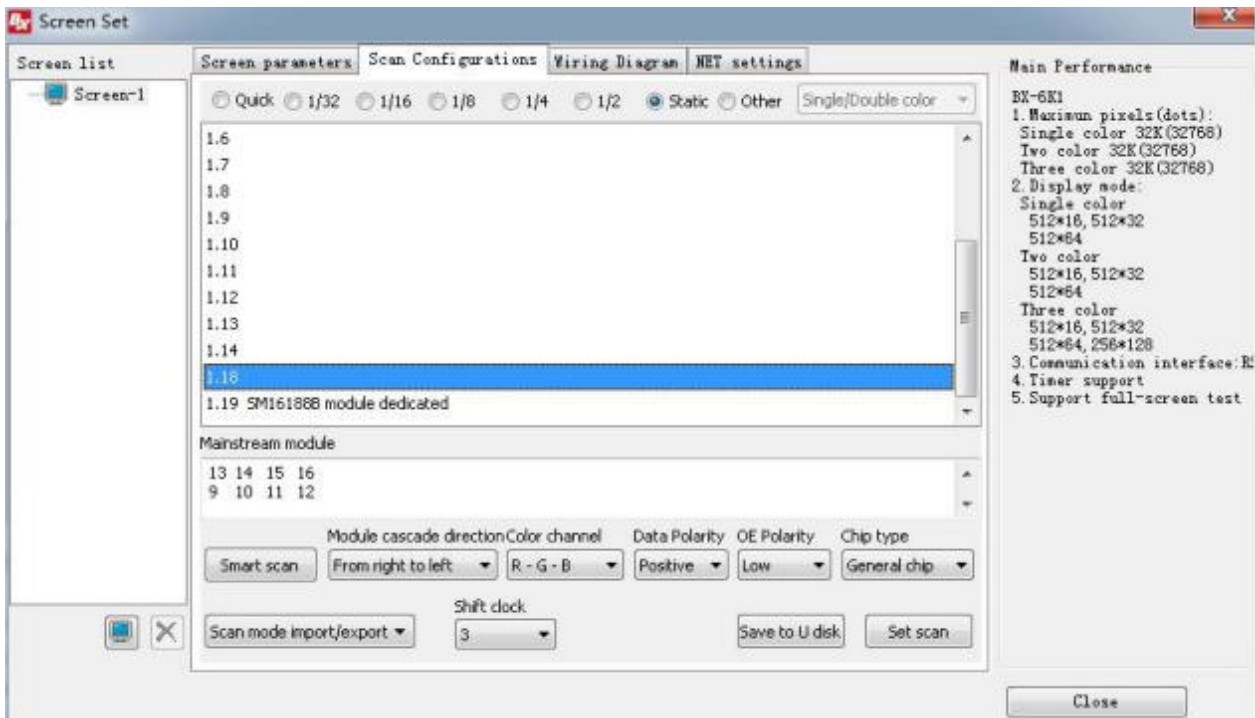 Screen Set
Screen list
Screen-1
Screen parameters Scan Configurations Wiring Diagram NET settings
Quick 1/32 1/16 1/8 1/4 1/2 Static Other Single/Double color
1.6
1.7
1.8
1.9
1.10
1.11
1.12
1.13
1.14
1.18
1.19 SM16188B module dedicated
Mainstream module
13 14 15 16
9 10 11 12
Module cascade direction Color channel Data Polarity OE Polarity Chip type
Smart scan From right to left R - G - B Positive Low General chip
Shift clock
Scan mode import/export 3 Save to U disk Set scan
Main Performance
BX-6K1
1.Maximun pixels(dots):
Single color 32K(32768)
Two color 32K(32768)
Three color 32K(32768)
2.Display mode:
Single color
512*16,512*32
512*64
Two color
512*16,512*32
512*64
Three color
512*16,512*32
512*64,256*128
3.Communication interface:R
4.Timer support
5.Support full-screen test
Close